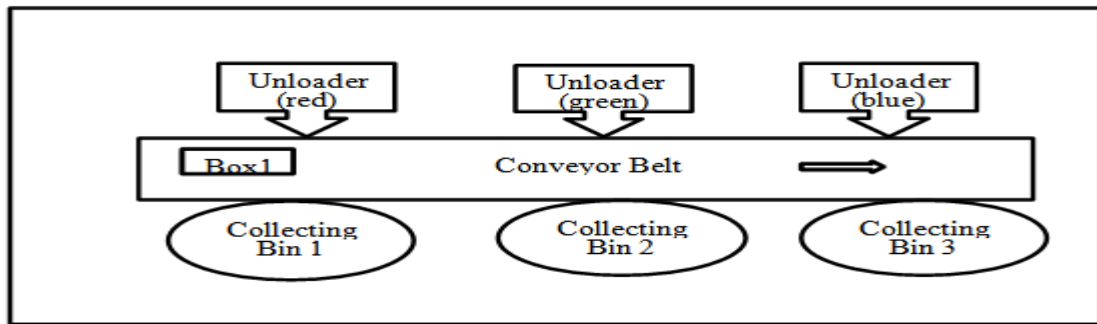 Unloader
(red)
Unloader
(green)
Unloader
(blue)
Box1
Conveyor Belt
Collecting
Bin 1
Collecting
Bin 2
Collecting
Bin 3